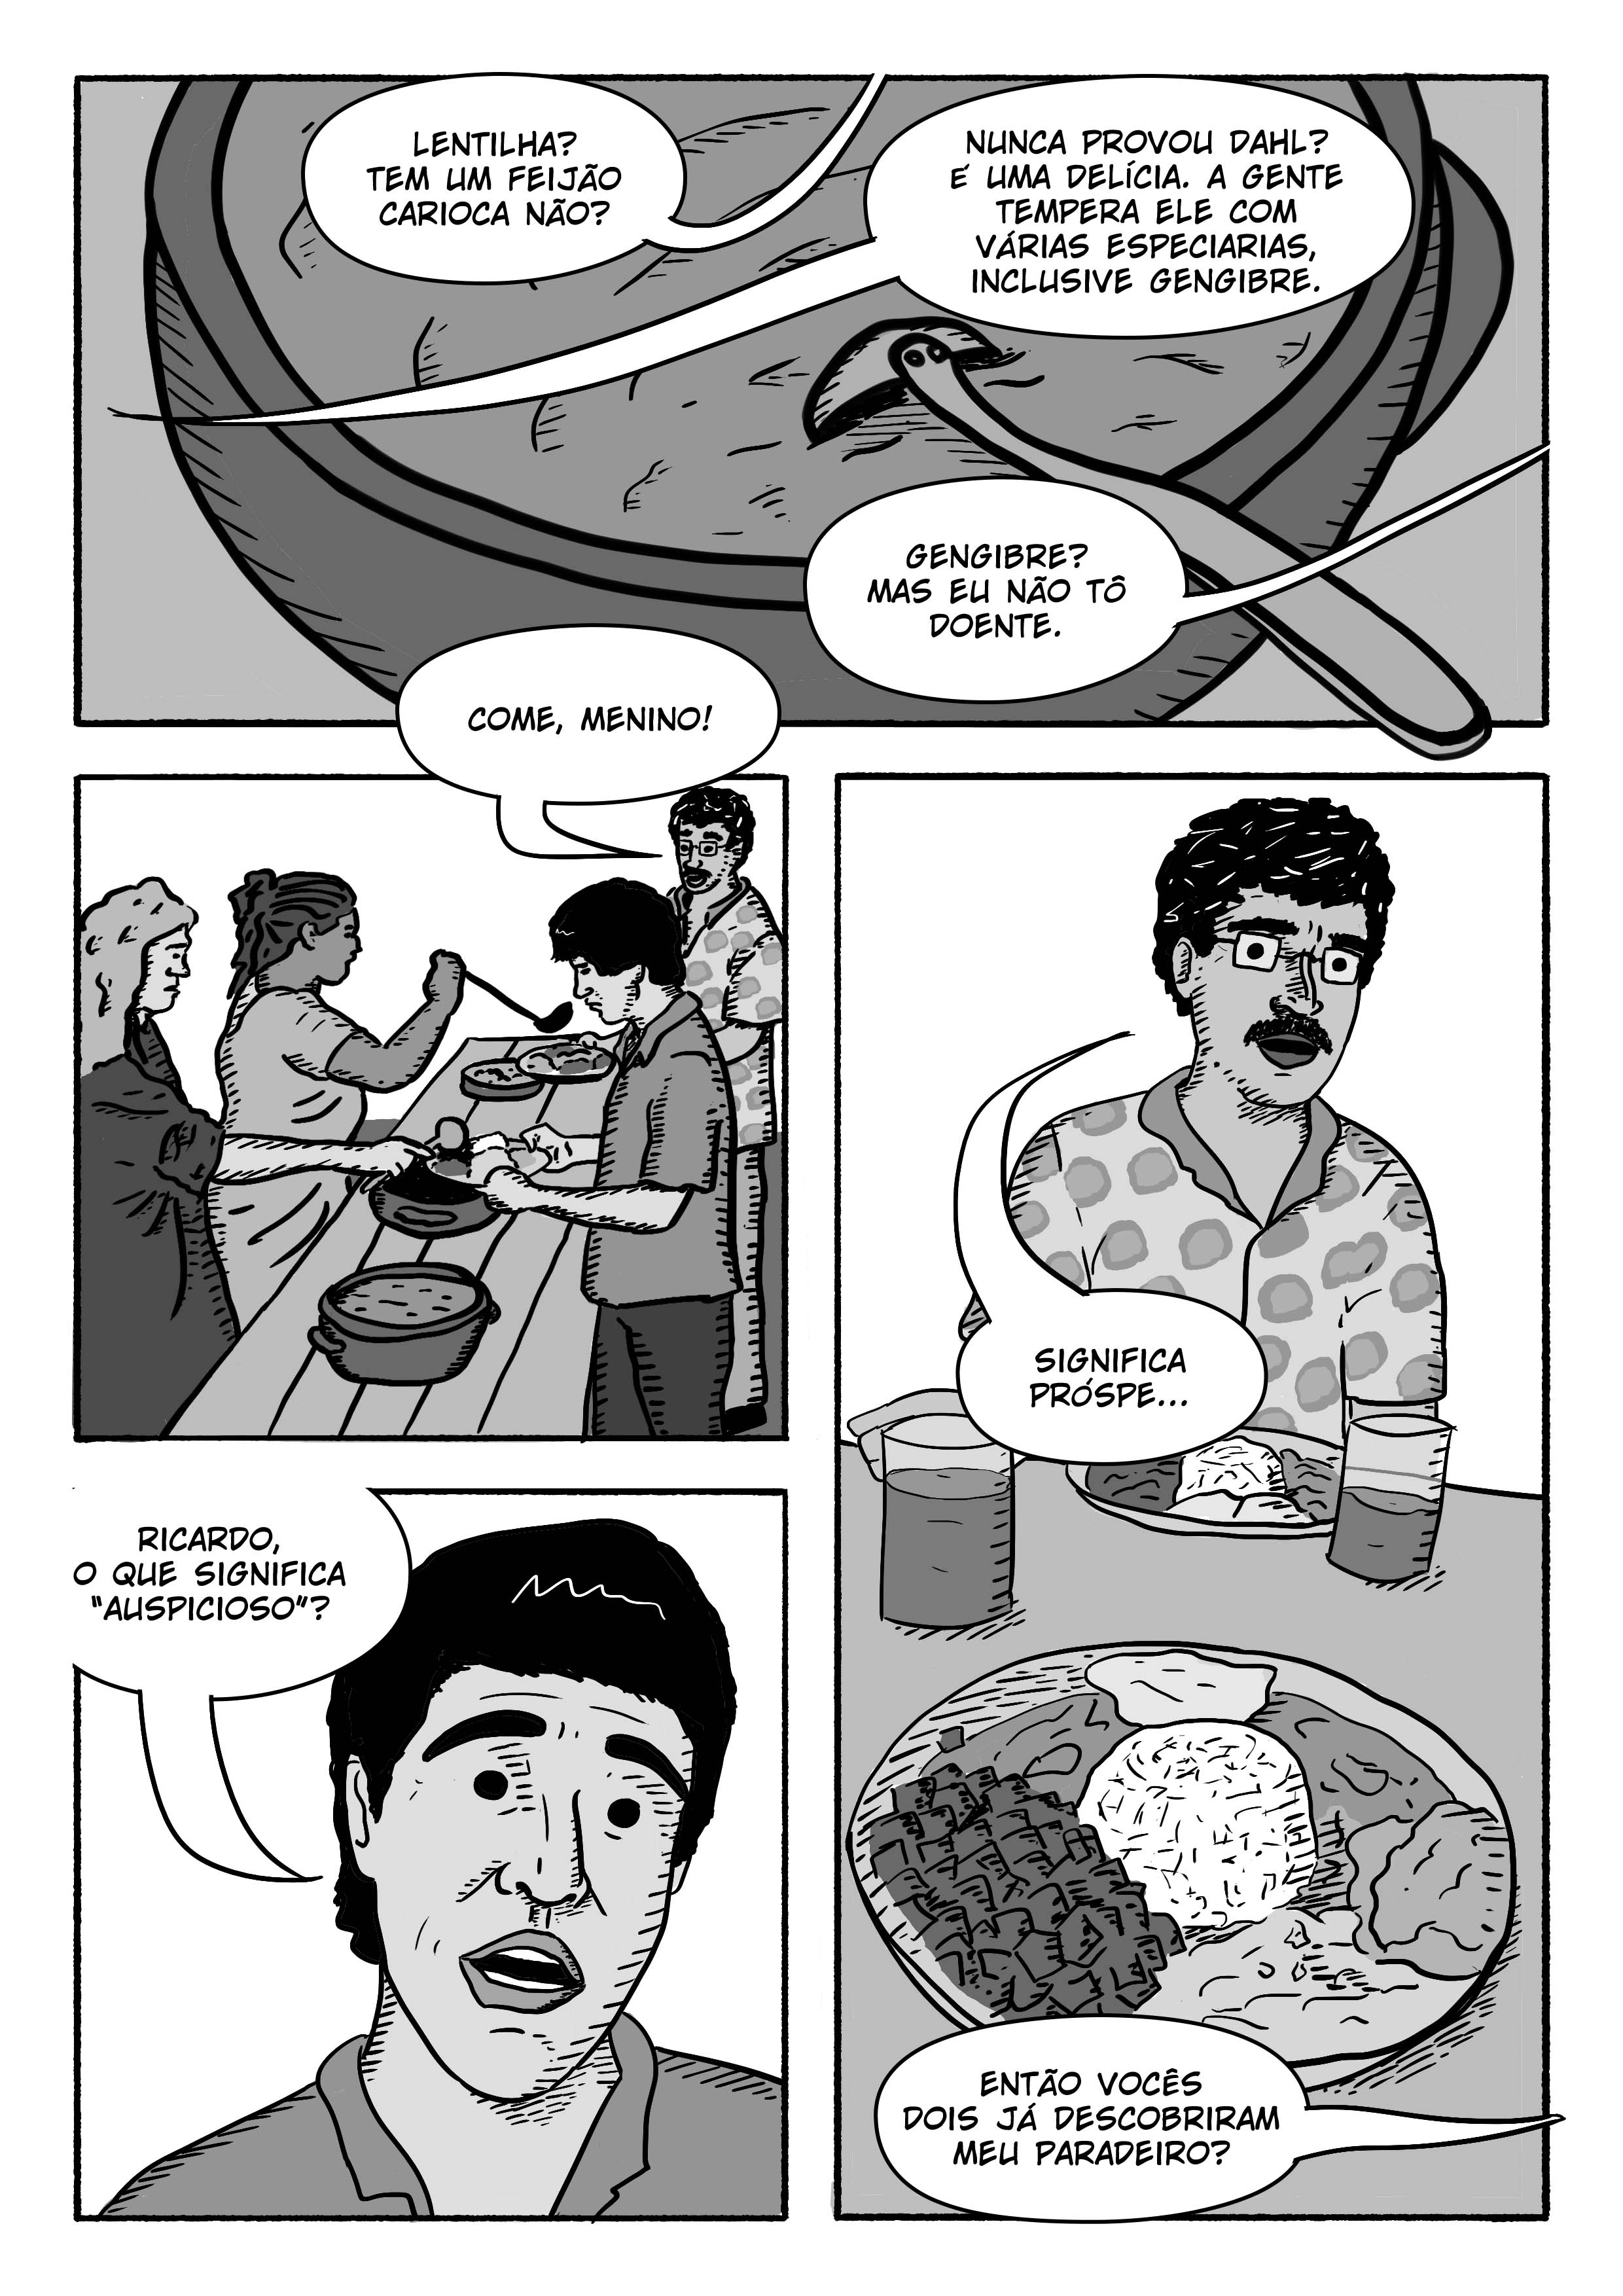 LENTILHA?
TEM UM FEIJÃO
CARIOCA NÃO?
NUNCA PROVOU DAHL?
É UMA DELÍCIA. A GENTE
TEMPERA ELE COM
VÁRIAS ESPECIARIAS,
INCLUSIVE GENGIBRE.
GENGIBRE?
MAS EU NÃO TÔ
DOENTE.
COME, MENINO!
RICARDO,
O QUE SIGNIFICA
"AUSPICIOSO"?
SIGNIFICA
PRÓSPE...
ENTÃO VOCÊS
DOIS JÁ DESCOBRIRAM
MEU PARADEIRO?